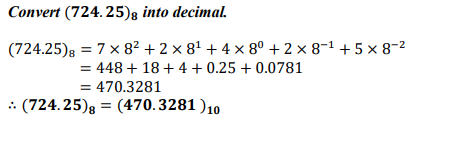 Convert (724.25)₈ into decimal.
(724.25)₈ = 7 × 8² + 2 × 8¹ + 4 × 8⁰ + 2 × 8⁻¹ + 5 × 8⁻²
= 448 + 18 + 4 + 0.25 + 0.0781
= 470.3281
∴ (724.25)₈ = (470.3281 )₁₀